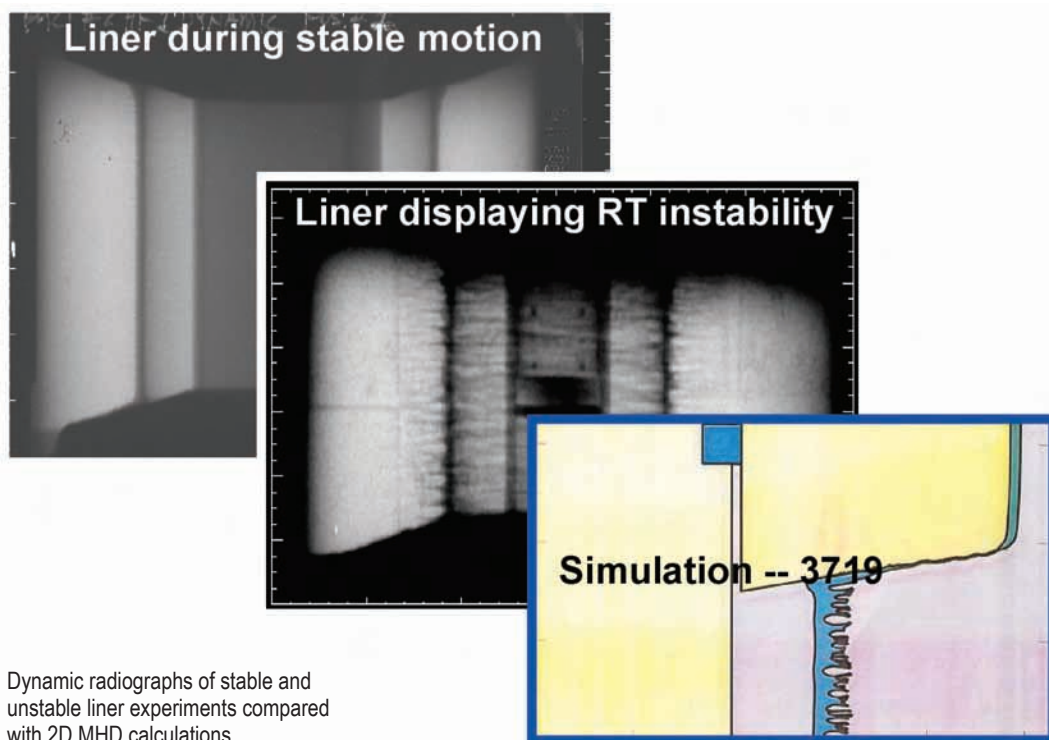 Liner during stable motion
Liner displaying RT instability
Simulation -- 3719
Dynamic radiographs of stable and
unstable liner experiments compared
with 2D MHD calculations